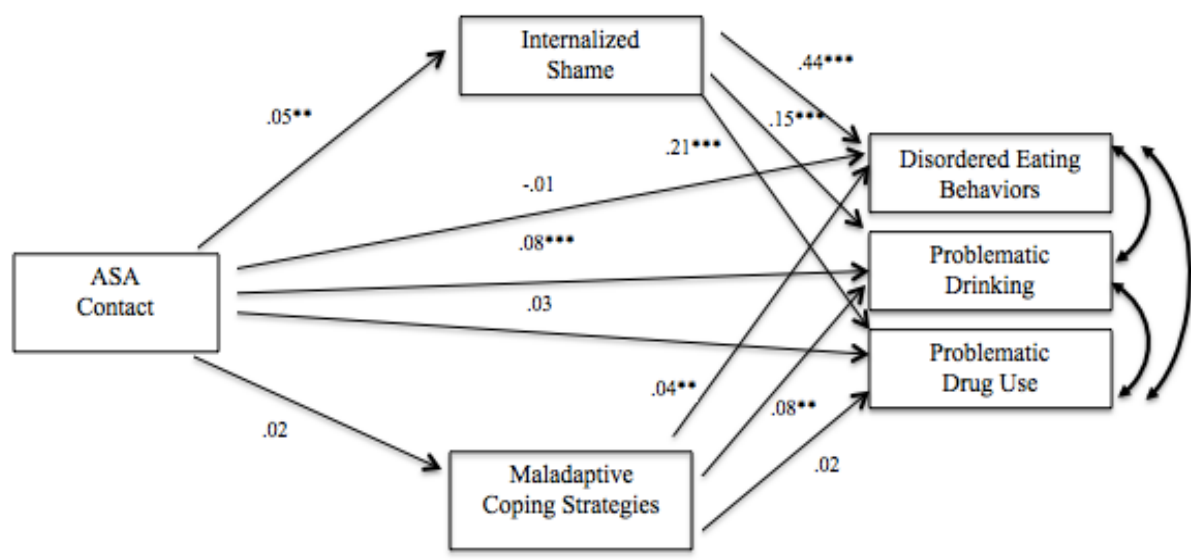 Internalized
Shame
.44***
.05**
.15***
.21***
Disordered Eating
Behaviors
-.01
.08***
ASA
Contact
Problematic
Drinking
.03
Problematic
Drug Use
.04**
.08**
.02
.02
Maladaptive
Coping Strategies